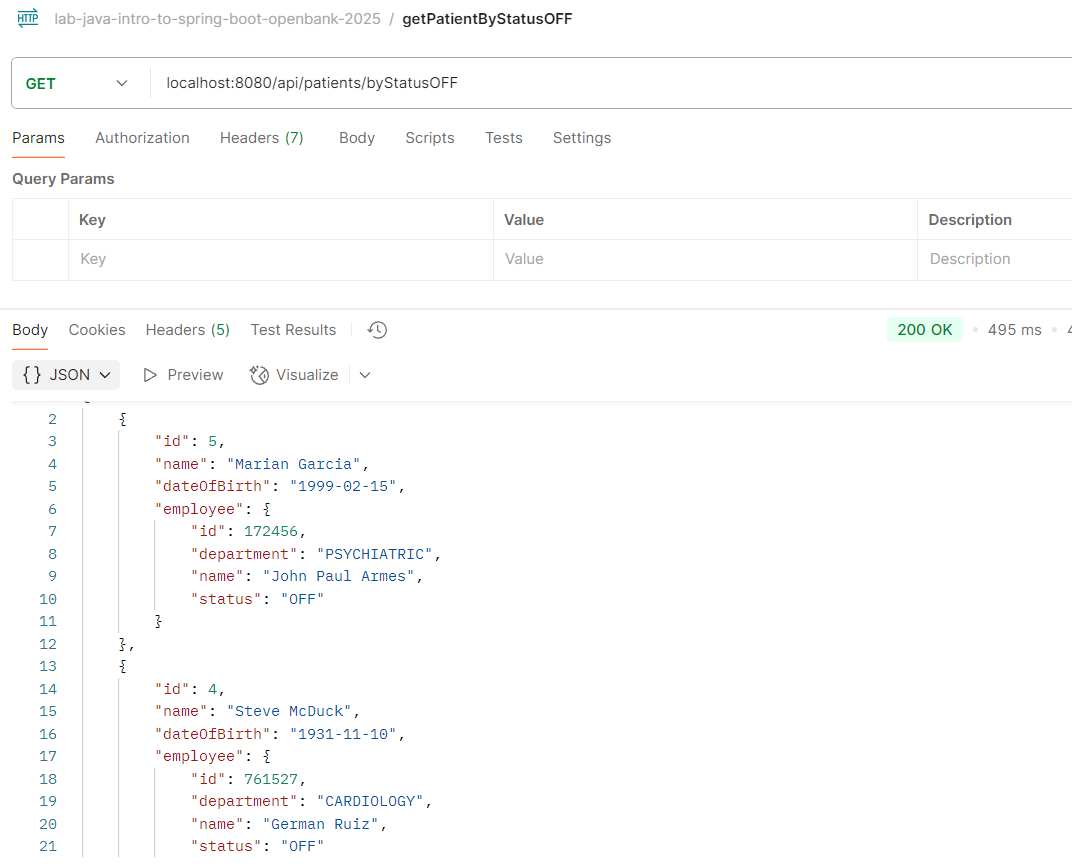 HTTP lab-java-intro-to-spring-boot-openbank-2025 / getPatientByStatusOFF
GET localhost:8080/api/patients/byStatusOFF
Params Authorization Headers (7) Body Scripts Tests Settings
Query Params
Key Value Description
Key Value Description
Body Cookies Headers (5) Test Results 200 OK 495 ms
{} JSON Preview Visualize
2 {
3 "id": 5,
4 "name": "Marian Garcia",
5 "dateOfBirth": "1999-02-15",
6 "employee": {
7 "id": 172456,
8 "department": "PSYCHIATRIC",
9 "name": "John Paul Armes",
10 "status": "OFF"
11 }
12 },
13 {
14 "id": 4,
15 "name": "Steve McDuck",
16 "dateOfBirth": "1931-11-10",
17 "employee": {
18 "id": 761527,
19 "department": "CARDIOLOGY",
20 "name": "German Ruiz",
21 "status": "OFF"